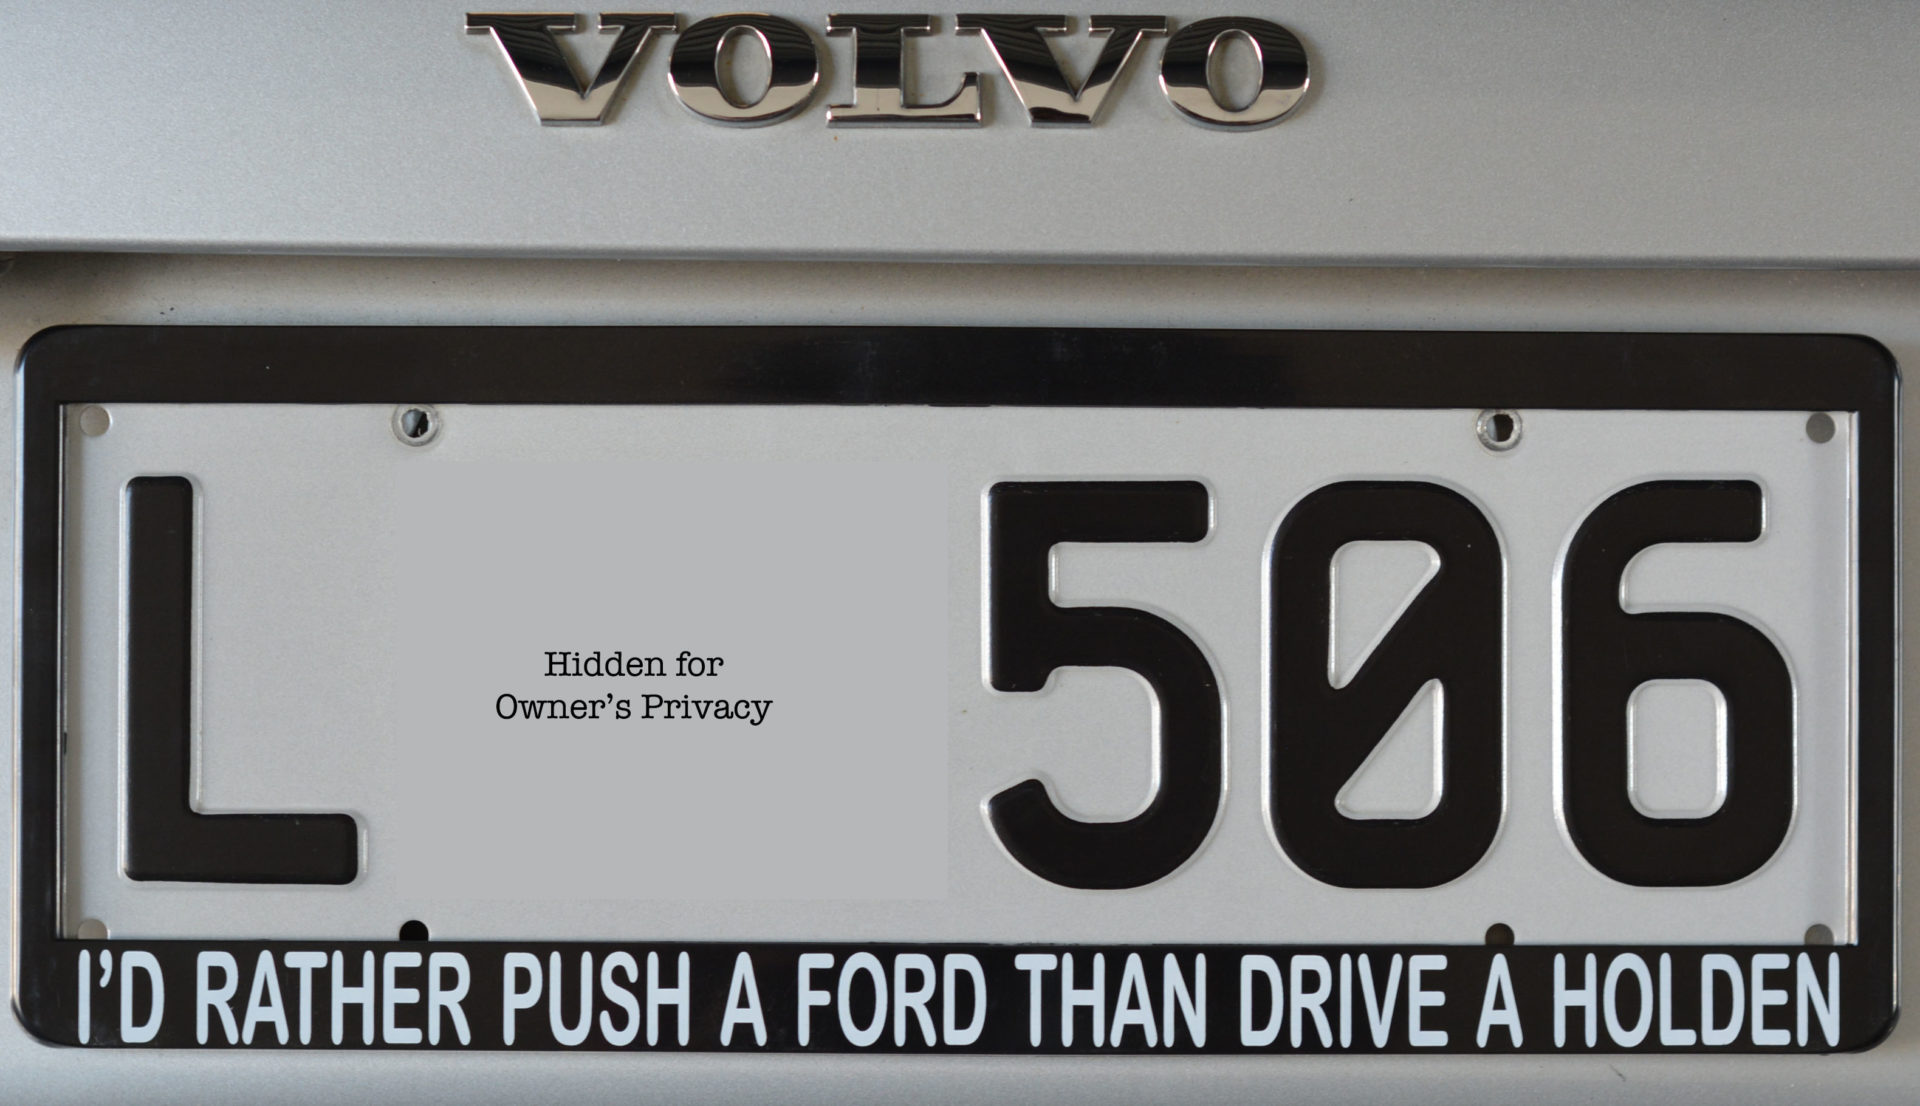 VOLVO
L 506
Hidden for
Owner's Privacy
I'D RATHER PUSH A FORD THAN DRIVE A HOLDEN